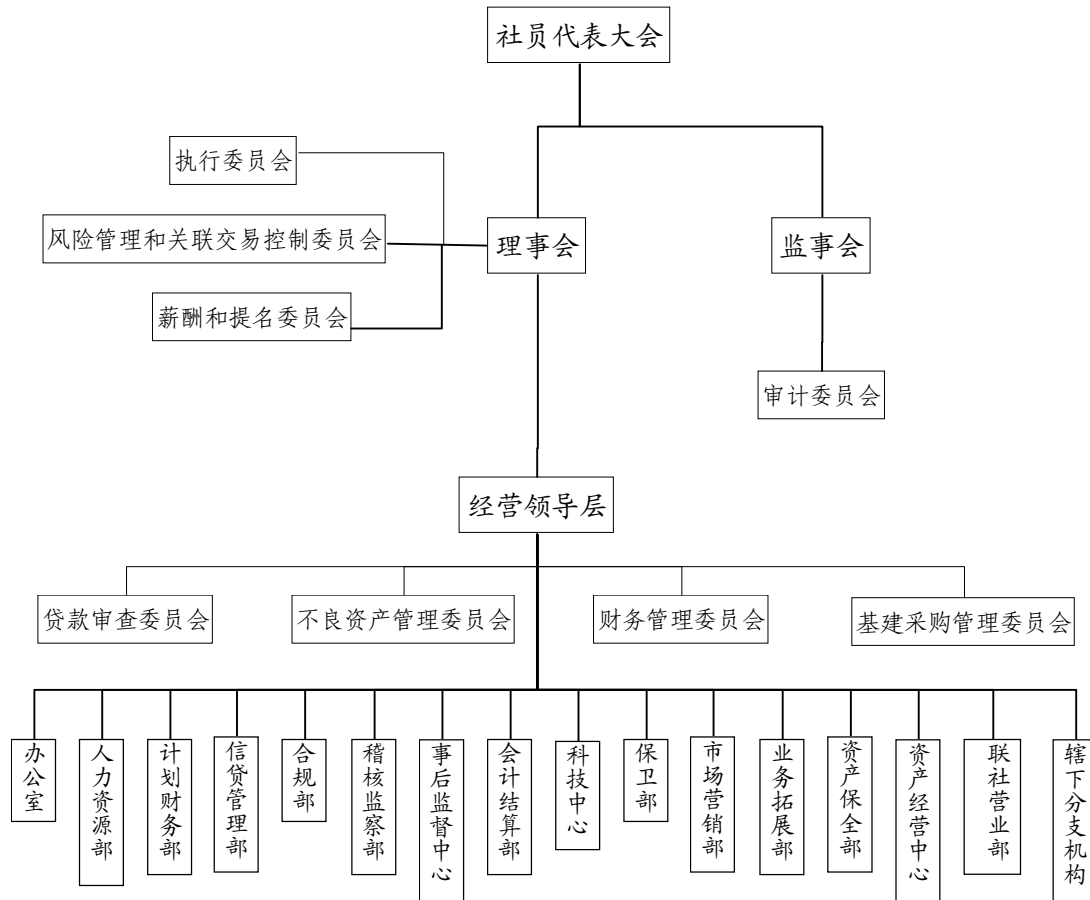 社员代表大会
执行委员会
风险管理和关联交易控制委员会
理事会
监事会
薪酬和提名委员会
审计委员会
经营领导层
贷款审查委员会
不良资产管理委员会
财务管理委员会
基建采购管理委员会
办公室
人力资源部
计划财务部
信贷管理部
合规部
稽核监察部
事后监督中心
会计结算部
科技中心
保卫部
市场营销部
业务拓展部
资产保全部
资产经营中心
联社营业部
辖下分支机构